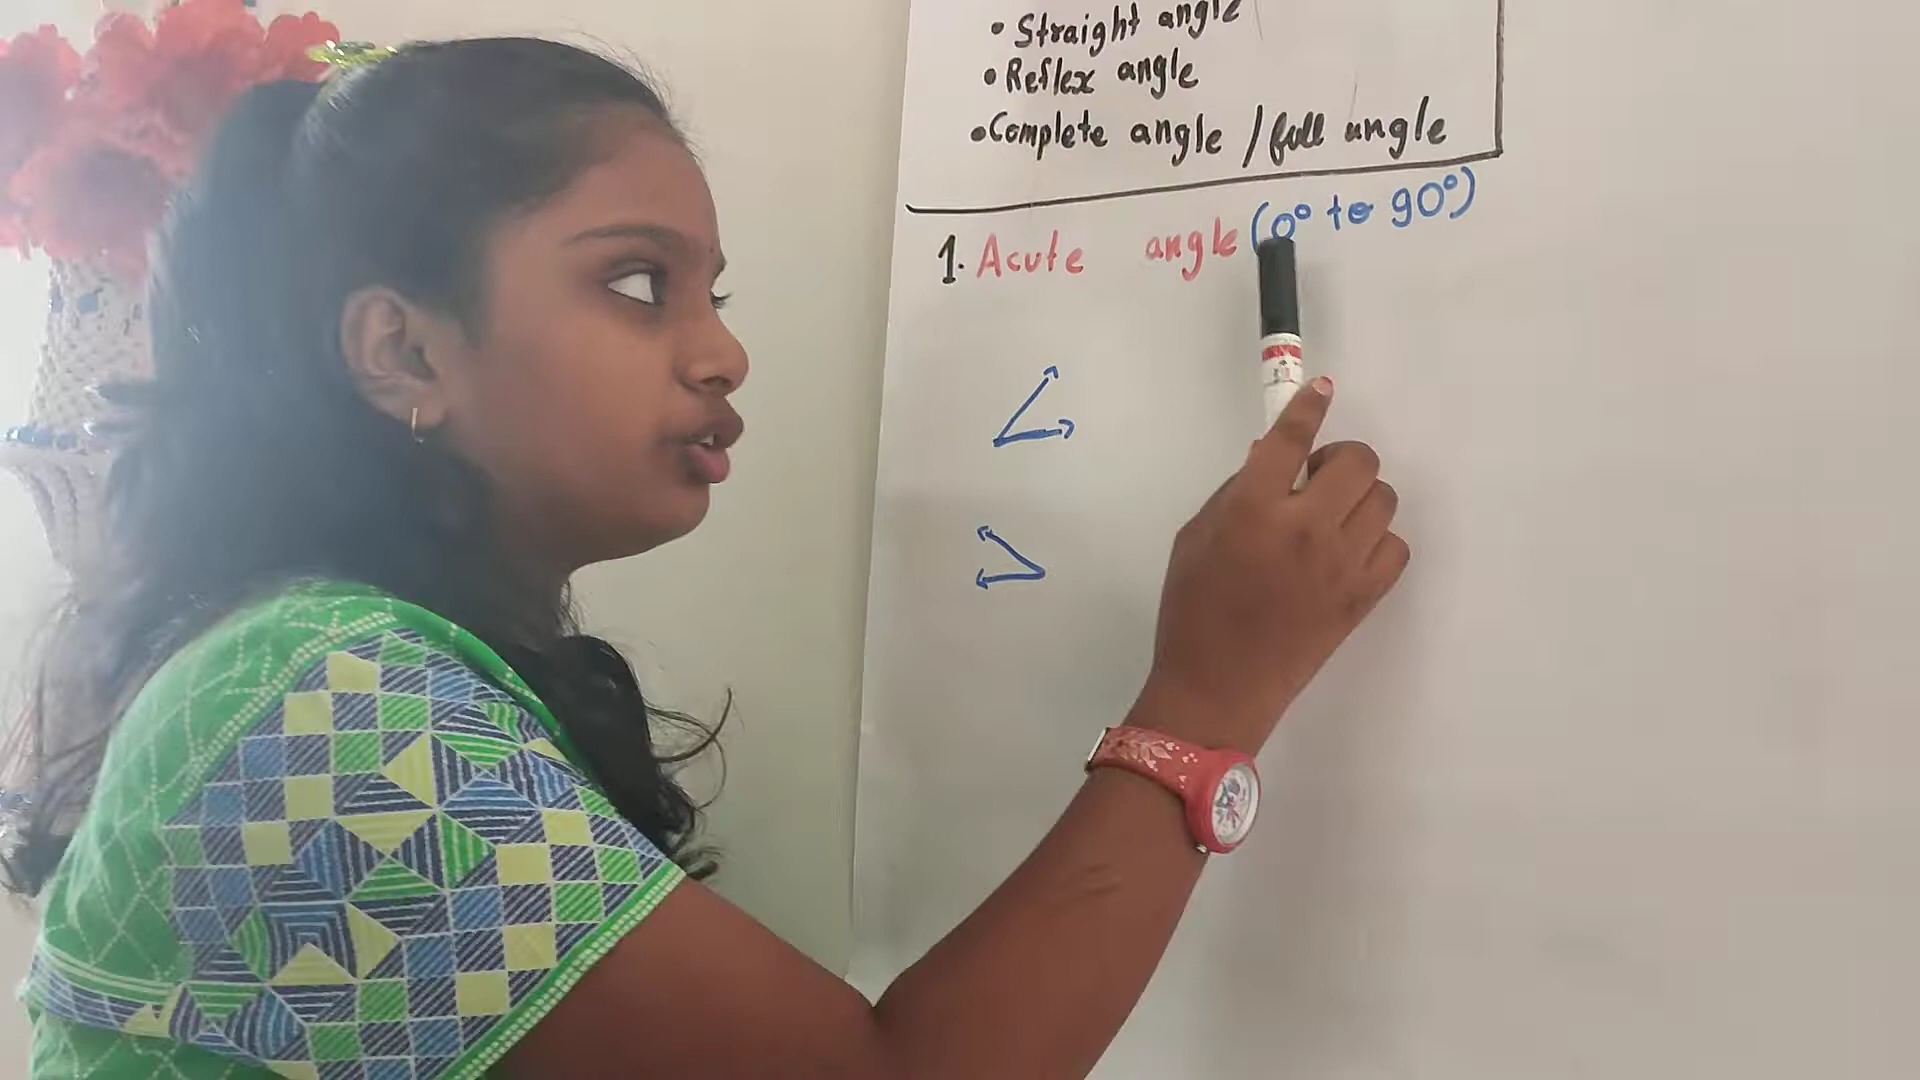 • Straight angle
• Reflex angle
• Complete angle / full angle
1. Acute angle (0° to 90°)